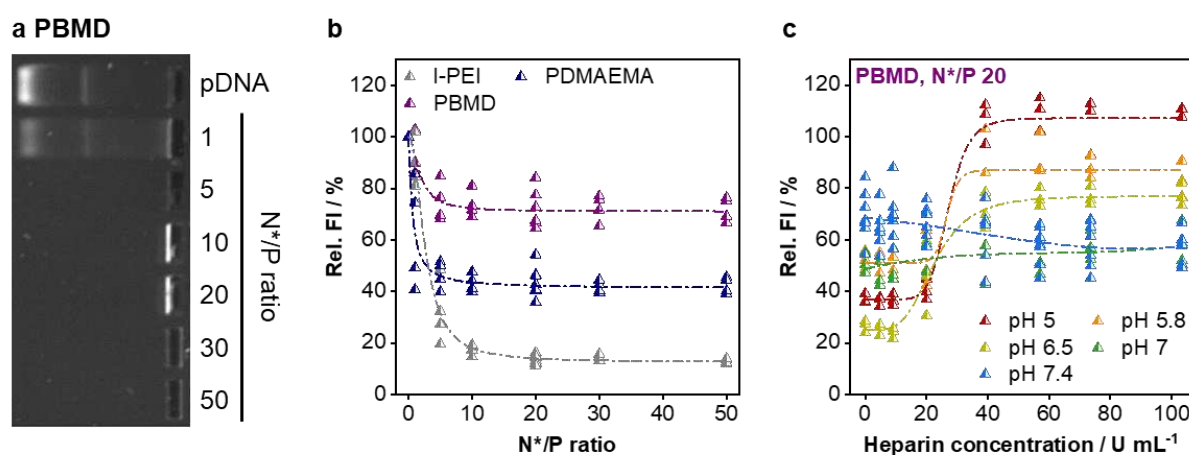 a PBMD
pDNA
1
5
10
20
30
50
N*/P ratio
b
l-PEI PDMAEMA
PBMD
120
100
80
60
40
20
0
Rel. FI / %
0 10 20 30 40 50
N*/P ratio
c
PBMD, N*/P 20
120
100
80
60
40
20
0
Rel. FI / %
pH 5 pH 5.8
pH 6.5 pH 7
pH 7.4
0 20 40 60 80 100
Heparin concentration / U mL⁻¹